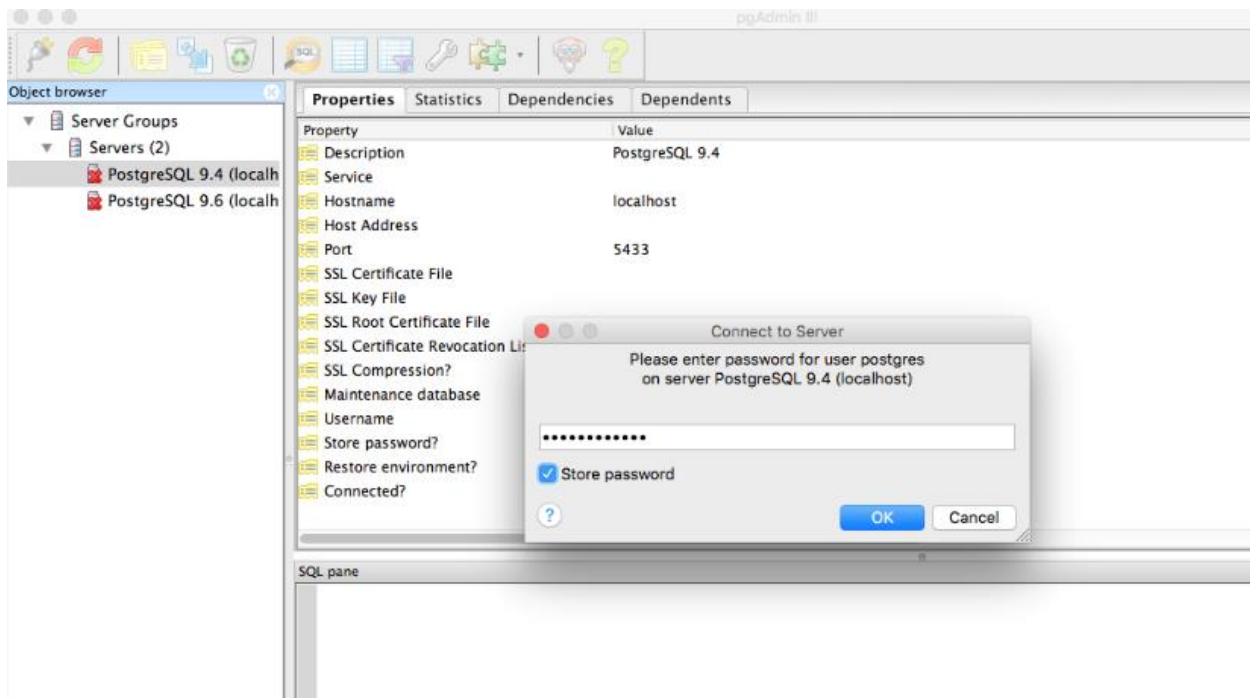 pgAdmin III
SQL
Object browser
Server Groups
Servers (2)
PostgreSQL 9.4 (localh
PostgreSQL 9.6 (localh
Properties Statistics Dependencies Dependents
Property Value
Description PostgreSQL 9.4
Service
Hostname localhost
Host Address
Port 5433
SSL Certificate File
SSL Key File
SSL Root Certificate File
SSL Certificate Revocation Lis
SSL Compression?
Maintenance database
Username
Store password?
Restore environment?
Connected?
Connect to Server
Please enter password for user postgres
on server PostgreSQL 9.4 (localhost)
••••••••••••
Store password
? OK Cancel
SQL pane